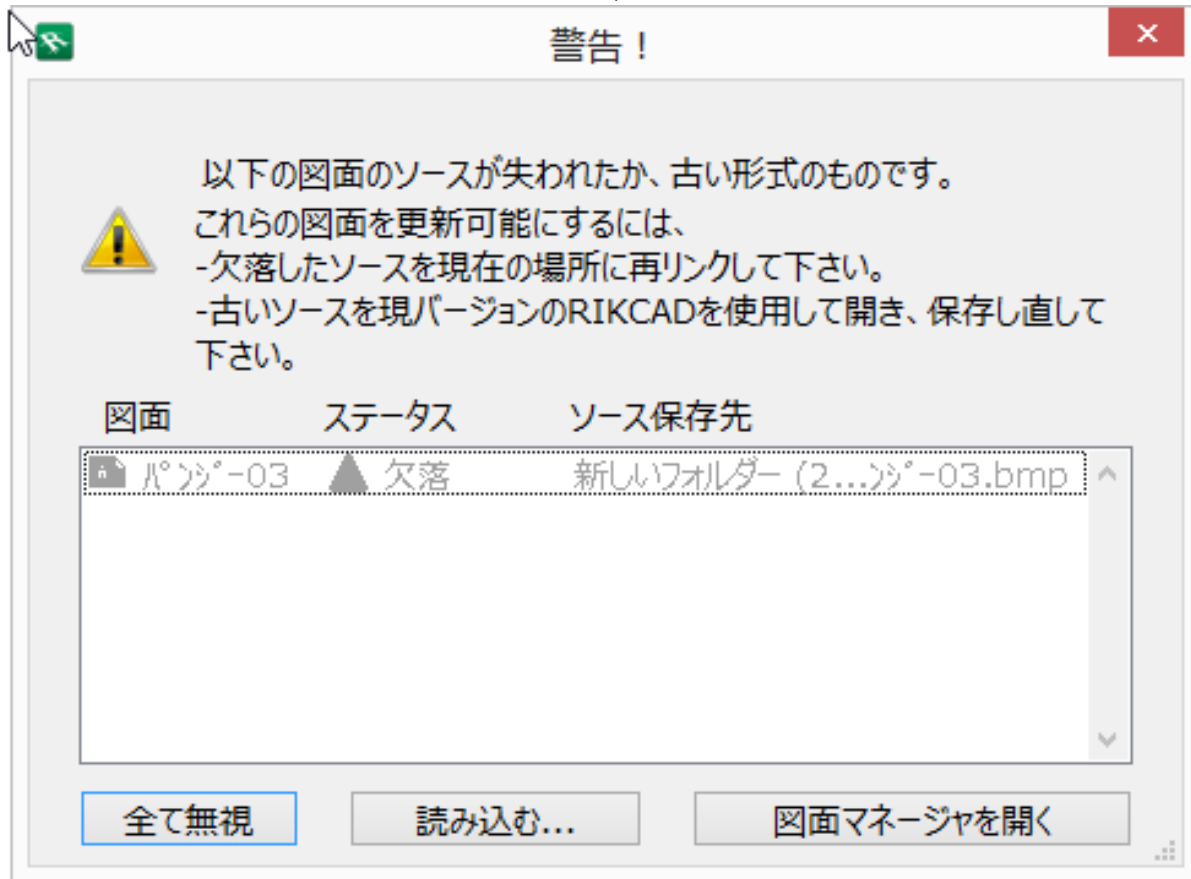 警告！
以下の図面のソースが失われたか、古い形式のものです。
これらの図面を更新可能にするには、
-欠落したソースを現在の場所に再リンクして下さい。
-古いソースを現バージョンのRIKCADを使用して開き、保存し直して
下さい。
図面 ステータス ソース保存先
ﾊﾟﾝｼﾞｰ03 欠落 新しいフォルダー (2...ﾝｼﾞｰ03.bmp
全て無視 読み込む... 図面マネージャを開く